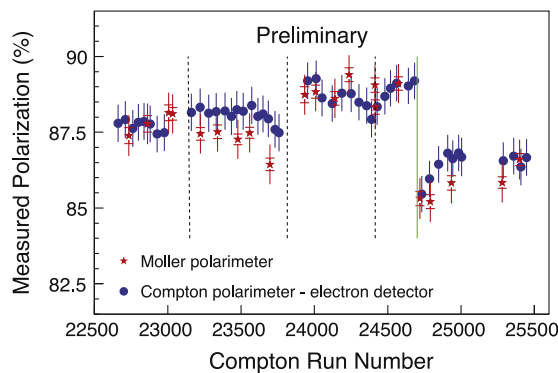 Preliminary
Measured Polarization (%)
90
87.5
85
82.5
Moller polarimeter
Compton polarimeter - electron detector
22500 23000 23500 24000 24500 25000 25500
Compton Run Number